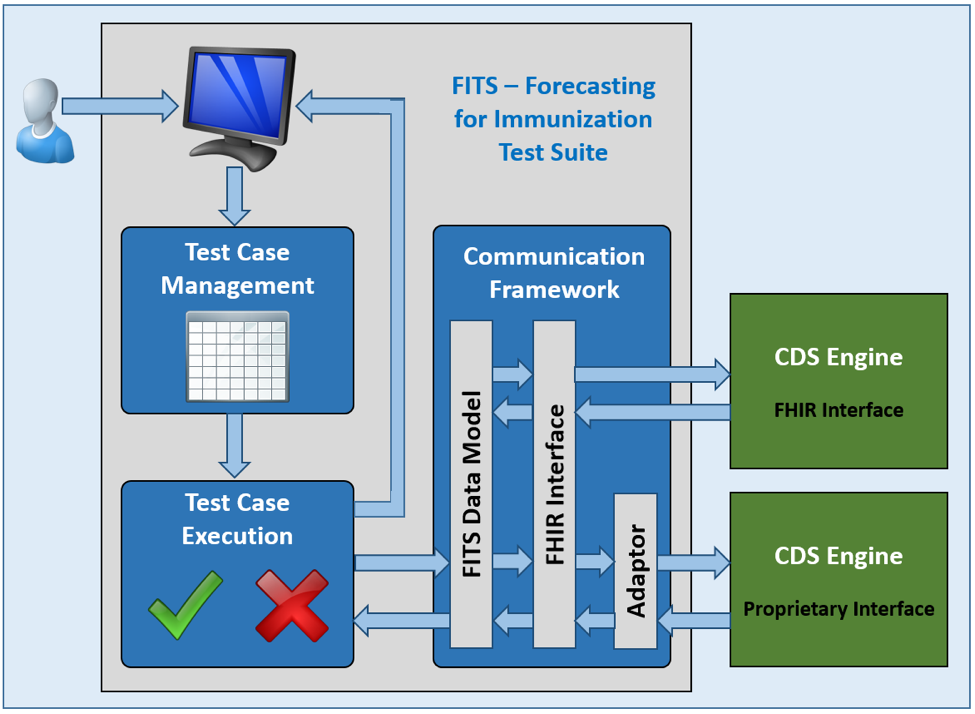 FITS – Forecasting
for Immunization
Test Suite
Test Case
Management
Communication
Framework
CDS Engine
FHIR Interface
FITS Data Model
FHIR Interface
Adaptor
Test Case
Execution
CDS Engine
Proprietary Interface